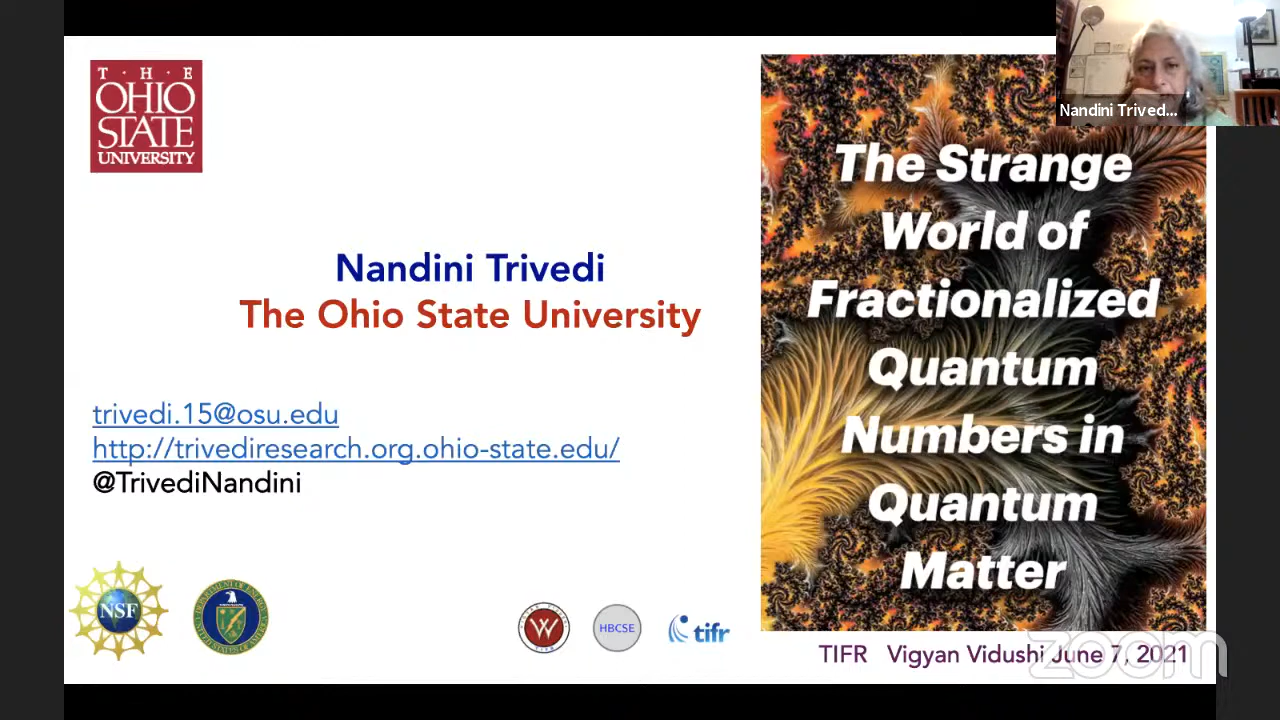 T·H·E
OHIO
STATE
UNIVERSITY
Nandini Trivedi
The Ohio State University
trivedi.15@osu.edu
http://trivediresearch.org.ohio-state.edu/
@TrivediNandini
NSF
W
HBCSE
tifr
Nandini Trived...
The Strange
World of
Fractionalized
Quantum
Numbers in
Quantum
Matter
TIFR Vigyan Vidushi June 7, 2021
zoom